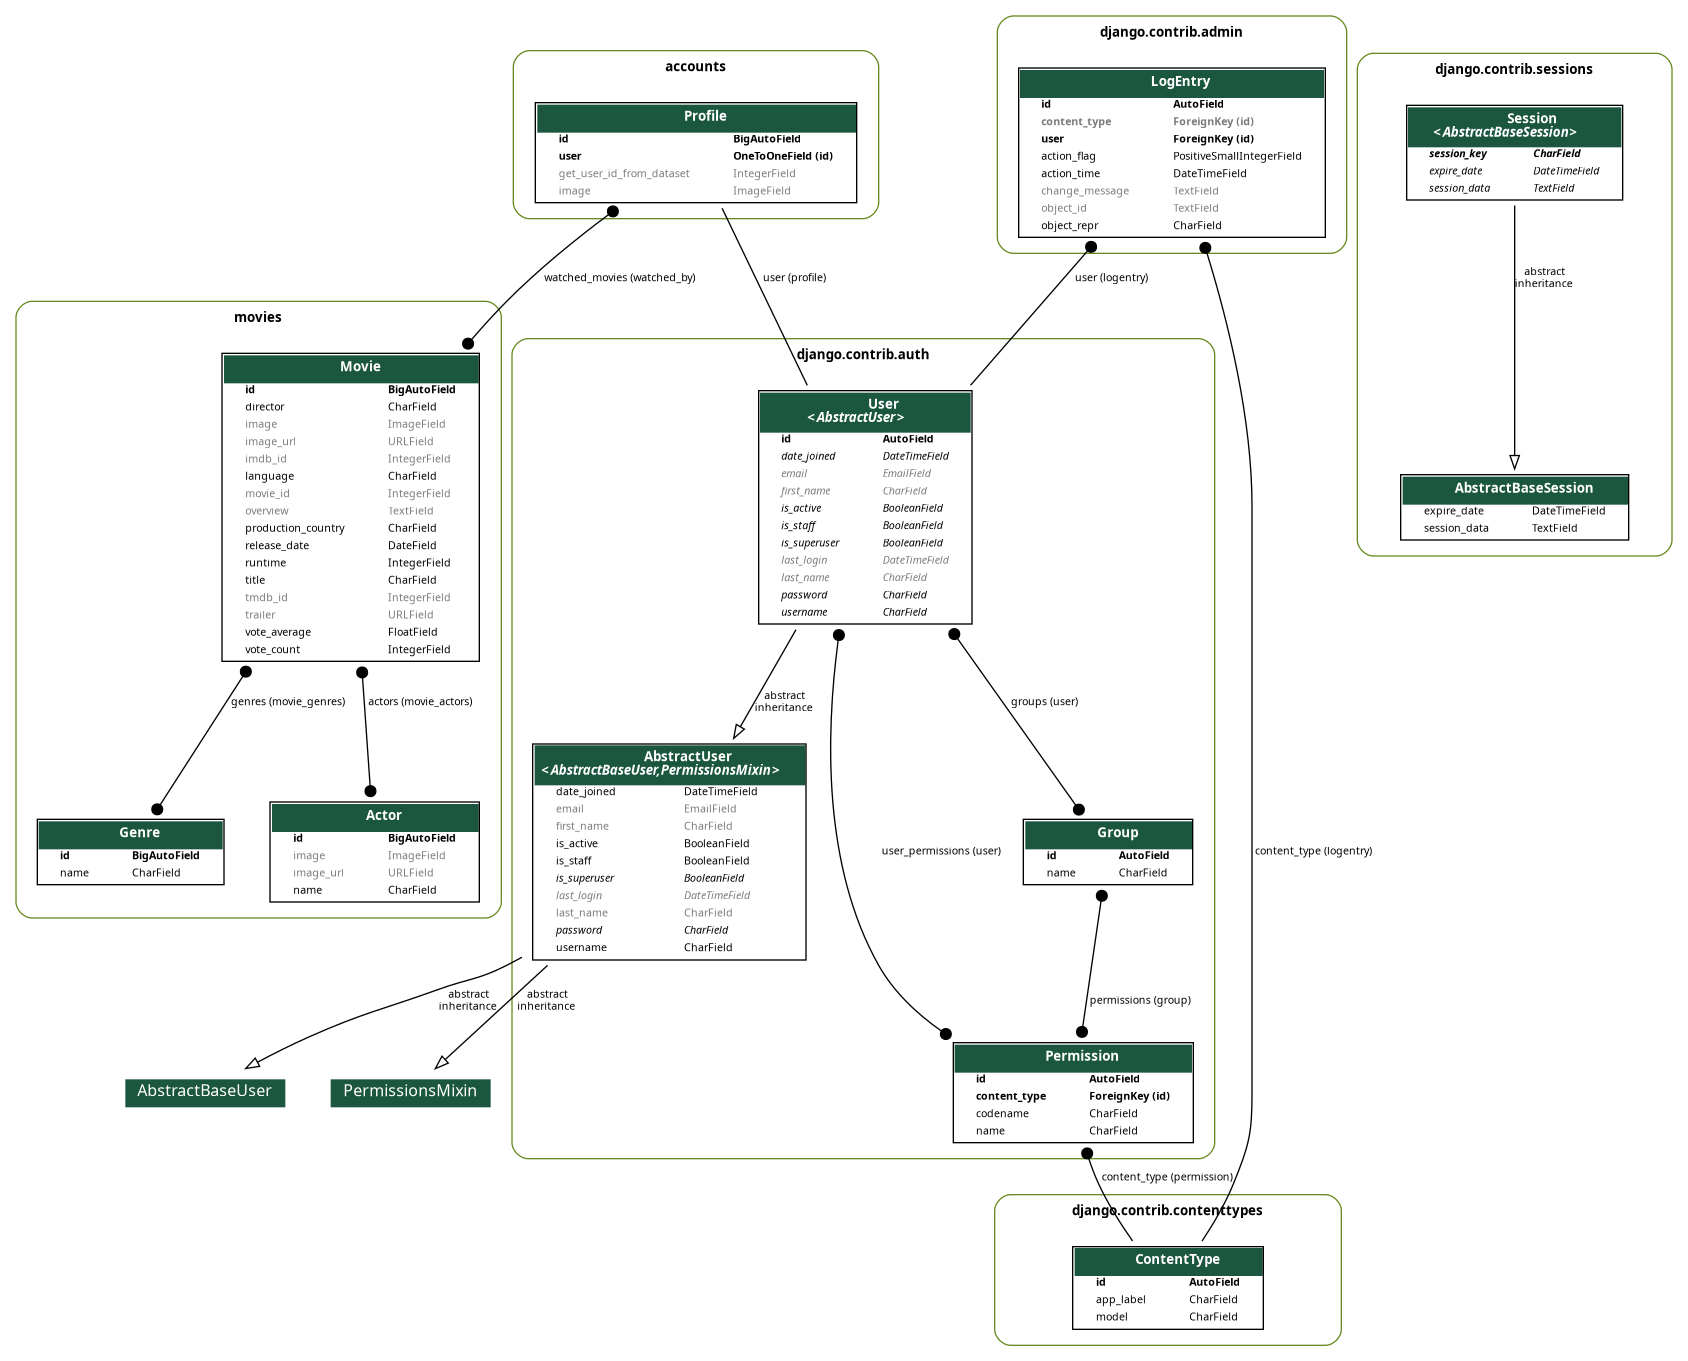 django.contrib.admin
LogEntry
id AutoField
content_type ForeignKey (id)
user ForeignKey (id)
action_flag PositiveSmallIntegerField
action_time DateTimeField
change_message TextField
object_id TextField
object_repr CharField
accounts
Profile
id BigAutoField
user OneToOneField (id)
get_user_id_from_dataset IntegerField
image ImageField
django.contrib.sessions
Session
<AbstractBaseSession>
session_key CharField
expire_date DateTimeField
session_data TextField
watched_movies (watched_by)
user (profile)
user (logentry)
abstract
inheritance
movies
Movie
id BigAutoField
director CharField
image ImageField
image_url URLField
imdb_id IntegerField
language CharField
movie_id IntegerField
overview TextField
production_country CharField
release_date DateField
runtime IntegerField
title CharField
tmdb_id IntegerField
trailer URLField
vote_average FloatField
vote_count IntegerField
django.contrib.auth
User
<AbstractUser>
id AutoField
date_joined DateTimeField
email EmailField
first_name CharField
is_active BooleanField
is_staff BooleanField
is_superuser BooleanField
last_login DateTimeField
last_name CharField
password CharField
username CharField
AbstractBaseSession
expire_date DateTimeField
session_data TextField
genres (movie_genres)
actors (movie_actors)
abstract
inheritance
groups (user)
Genre
id BigAutoField
name CharField
Actor
id BigAutoField
image ImageField
image_url URLField
name CharField
AbstractUser
<AbstractBaseUser,PermissionsMixin>
date_joined DateTimeField
email EmailField
first_name CharField
is_active BooleanField
is_staff BooleanField
is_superuser BooleanField
last_login DateTimeField
last_name CharField
password CharField
username CharField
user_permissions (user)
Group
id AutoField
name CharField
content_type (logentry)
abstract
inheritance
abstract
inheritance
permissions (group)
AbstractBaseUser
PermissionsMixin
Permission
id AutoField
content_type ForeignKey (id)
codename CharField
name CharField
content_type (permission)
django.contrib.contenttypes
ContentType
id AutoField
app_label CharField
model CharField